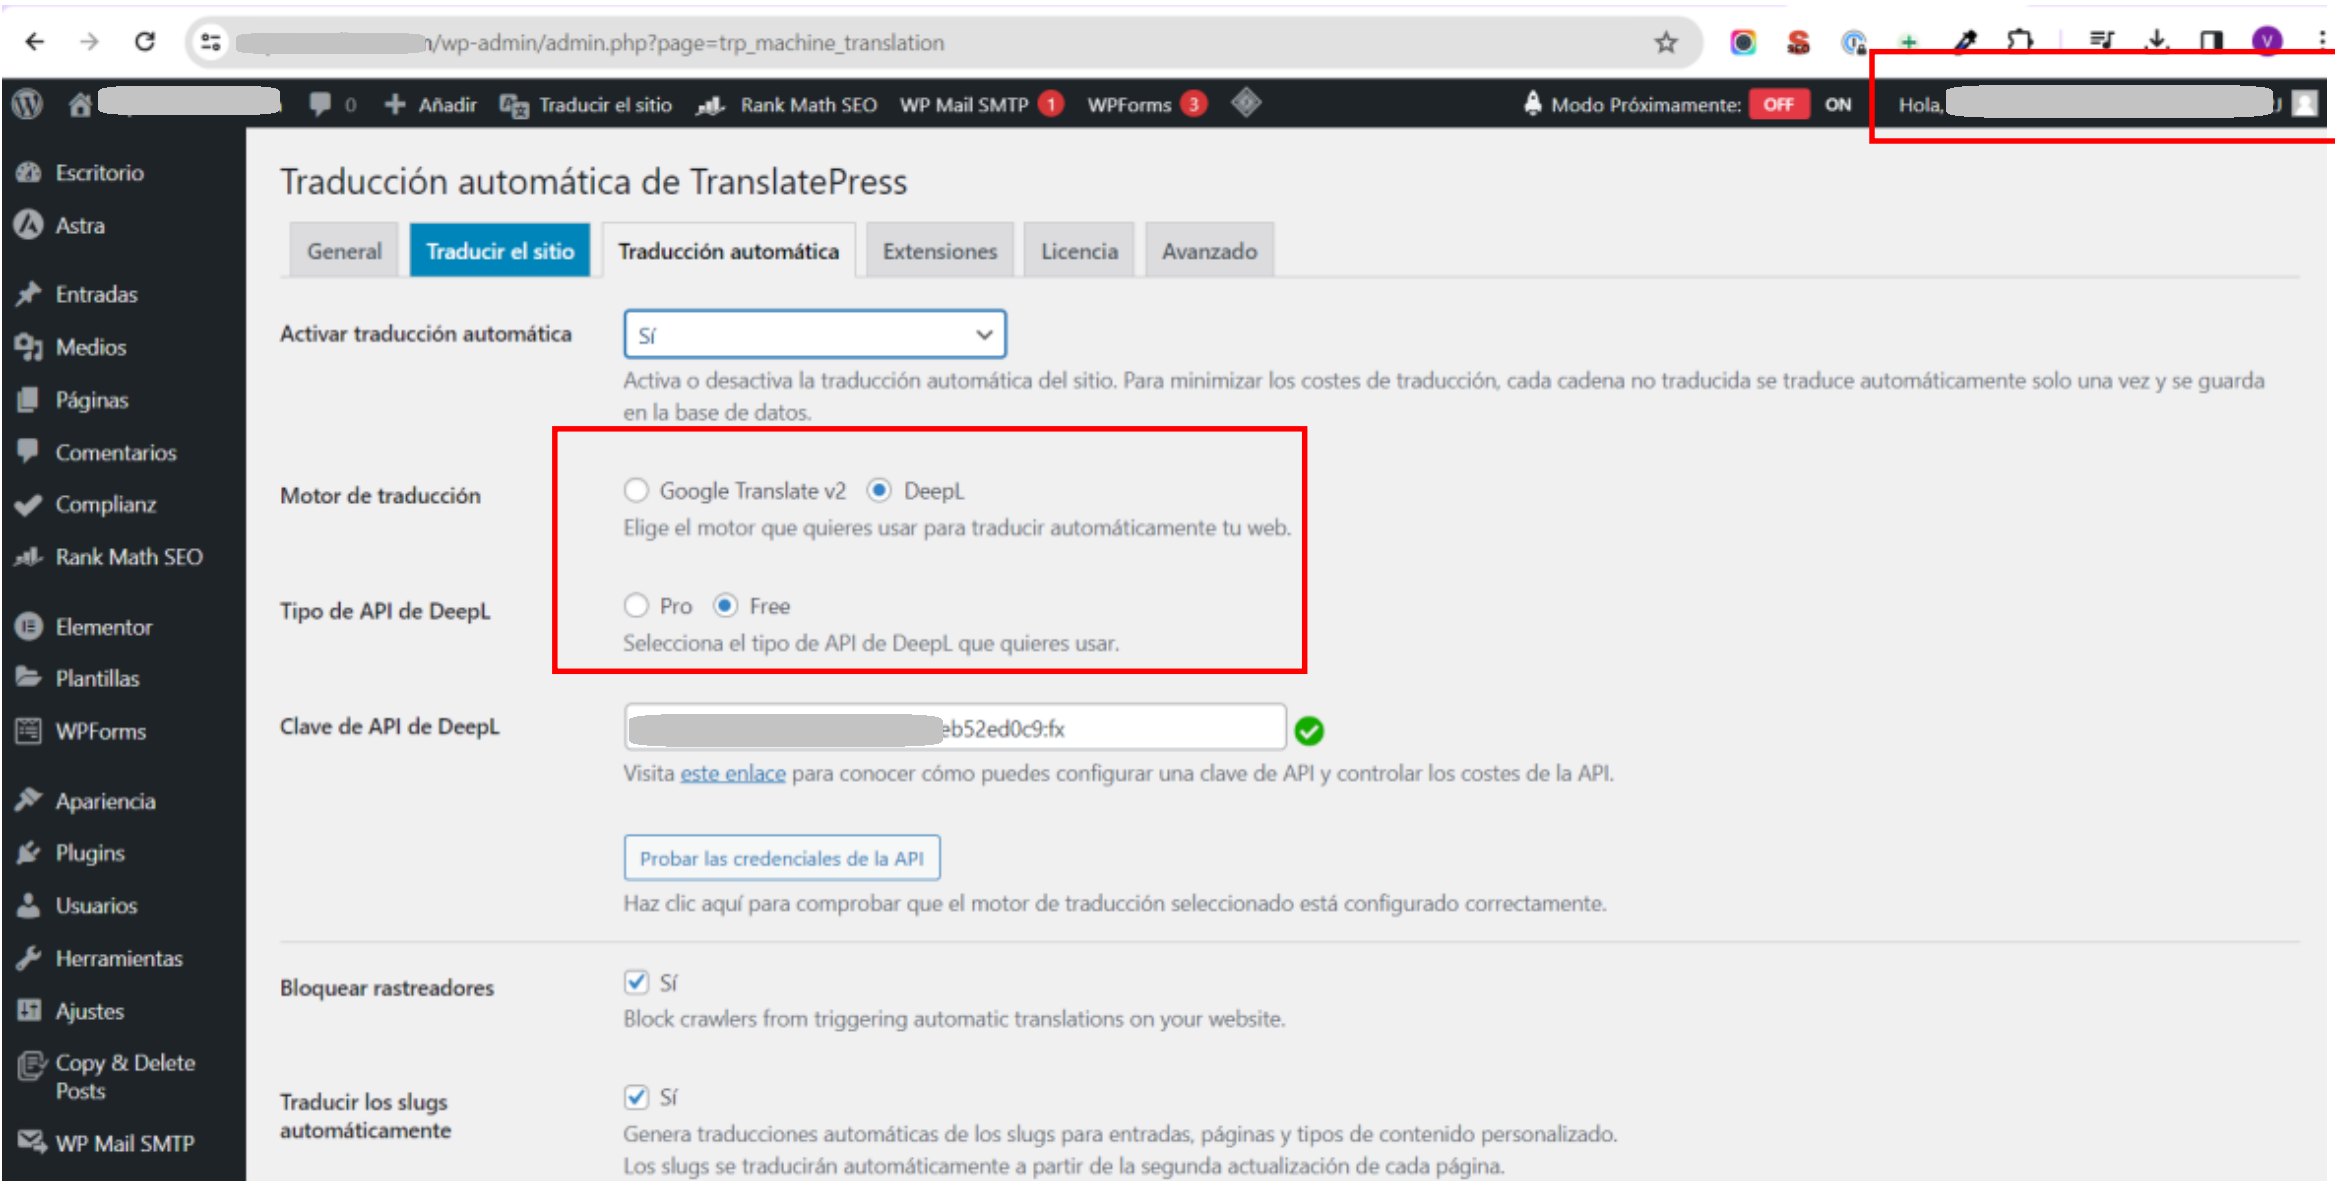 /wp-admin/admin.php?page=trp_machine_translation
V
0 Añadir Traducir el sitio Rank Math SEO WP Mail SMTP 1 WPForms 3 Modo Próximamente: OFF ON Hola,
Escritorio
Astra
Entradas
Medios
Páginas
Comentarios
Complianz
Rank Math SEO
Elementor
Plantillas
WPForms
Apariencia
Plugins
Usuarios
Herramientas
Ajustes
Copy & Delete
Posts
WP Mail SMTP
Traducción automática de TranslatePress
General Traducir el sitio Traducción automática Extensiones Licencia Avanzado
Activar traducción automática Sí
Activa o desactiva la traducción automática del sitio. Para minimizar los costes de traducción, cada cadena no traducida se traduce automáticamente solo una vez y se guarda
en la base de datos.
Motor de traducción Google Translate v2 DeepL
Elige el motor que quieres usar para traducir automáticamente tu web.
Tipo de API de DeepL Pro Free
Selecciona el tipo de API de DeepL que quieres usar.
Clave de API de DeepL eb52ed0c9:fx
Visita este enlace para conocer cómo puedes configurar una clave de API y controlar los costes de la API.
Probar las credenciales de la API
Haz clic aquí para comprobar que el motor de traducción seleccionado está configurado correctamente.
Bloquear rastreadores Sí
Block crawlers from triggering automatic translations on your website.
Traducir los slugs
automáticamente
Sí
Genera traducciones automáticas de los slugs para entradas, páginas y tipos de contenido personalizado.
Los slugs se traducirán automáticamente a partir de la segunda actualización de cada página.